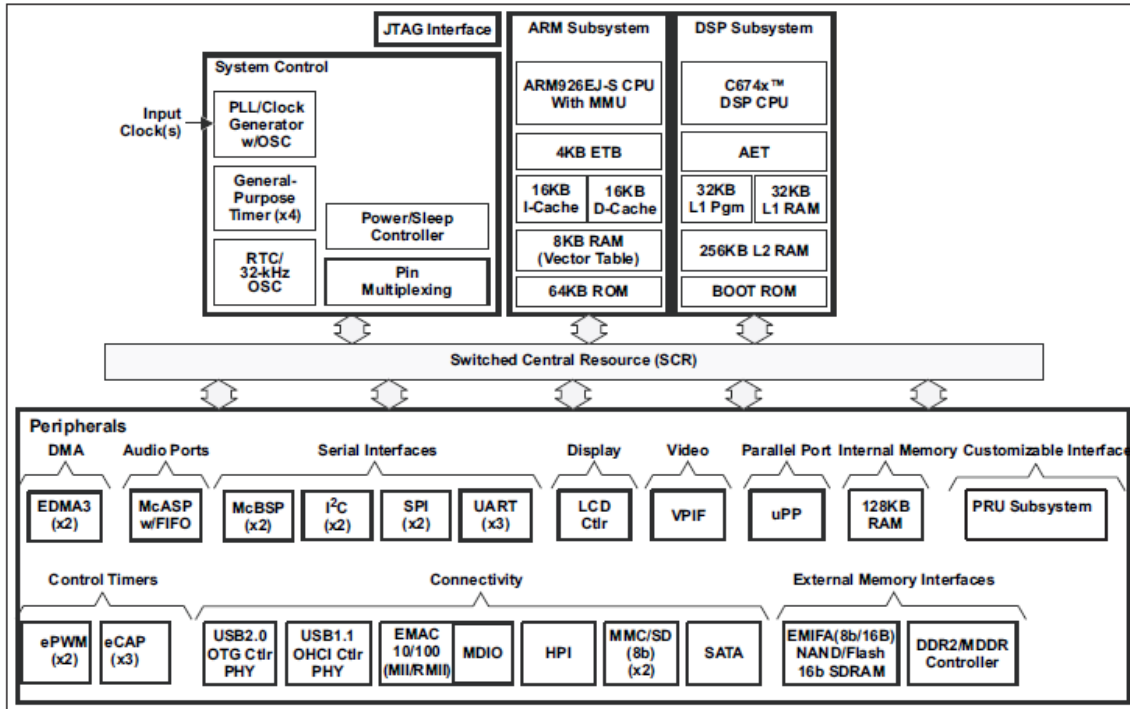 JTAG Interface
System Control
Input
Clock(s)
PLL/Clock
Generator
w/OSC
General-
Purpose
Timer (x4)
RTC/
32-kHz
OSC
Power/Sleep
Controller
Pin
Multiplexing
ARM Subsystem
ARM926EJ-S CPU
With MMU
4KB ETB
16KB
I-Cache
16KB
D-Cache
8KB RAM
(Vector Table)
64KB ROM
DSP Subsystem
C674x™
DSP CPU
AET
32KB
L1 Pgm
32KB
L1 RAM
256KB L2 RAM
BOOT ROM
Switched Central Resource (SCR)
Peripherals
DMA
EDMA3
(x2)
Audio Ports
McASP
w/FIFO
Serial Interfaces
McBSP
(x2)
I²C
(x2)
SPI
(x2)
UART
(x3)
Display
LCD
Ctlr
Video
VPIF
Parallel Port
uPP
Internal Memory
128KB
RAM
Customizable Interface
PRU Subsystem
Control Timers
ePWM
(x2)
eCAP
(x3)
Connectivity
USB2.0
OTG Ctlr
PHY
USB1.1
OHCI Ctlr
PHY
EMAC
10/100
(MII/RMII)
MDIO
HPI
MMC/SD
(8b)
(x2)
SATA
External Memory Interfaces
EMIFA(8b/16B)
NAND/Flash
16b SDRAM
DDR2/MDDR
Controller